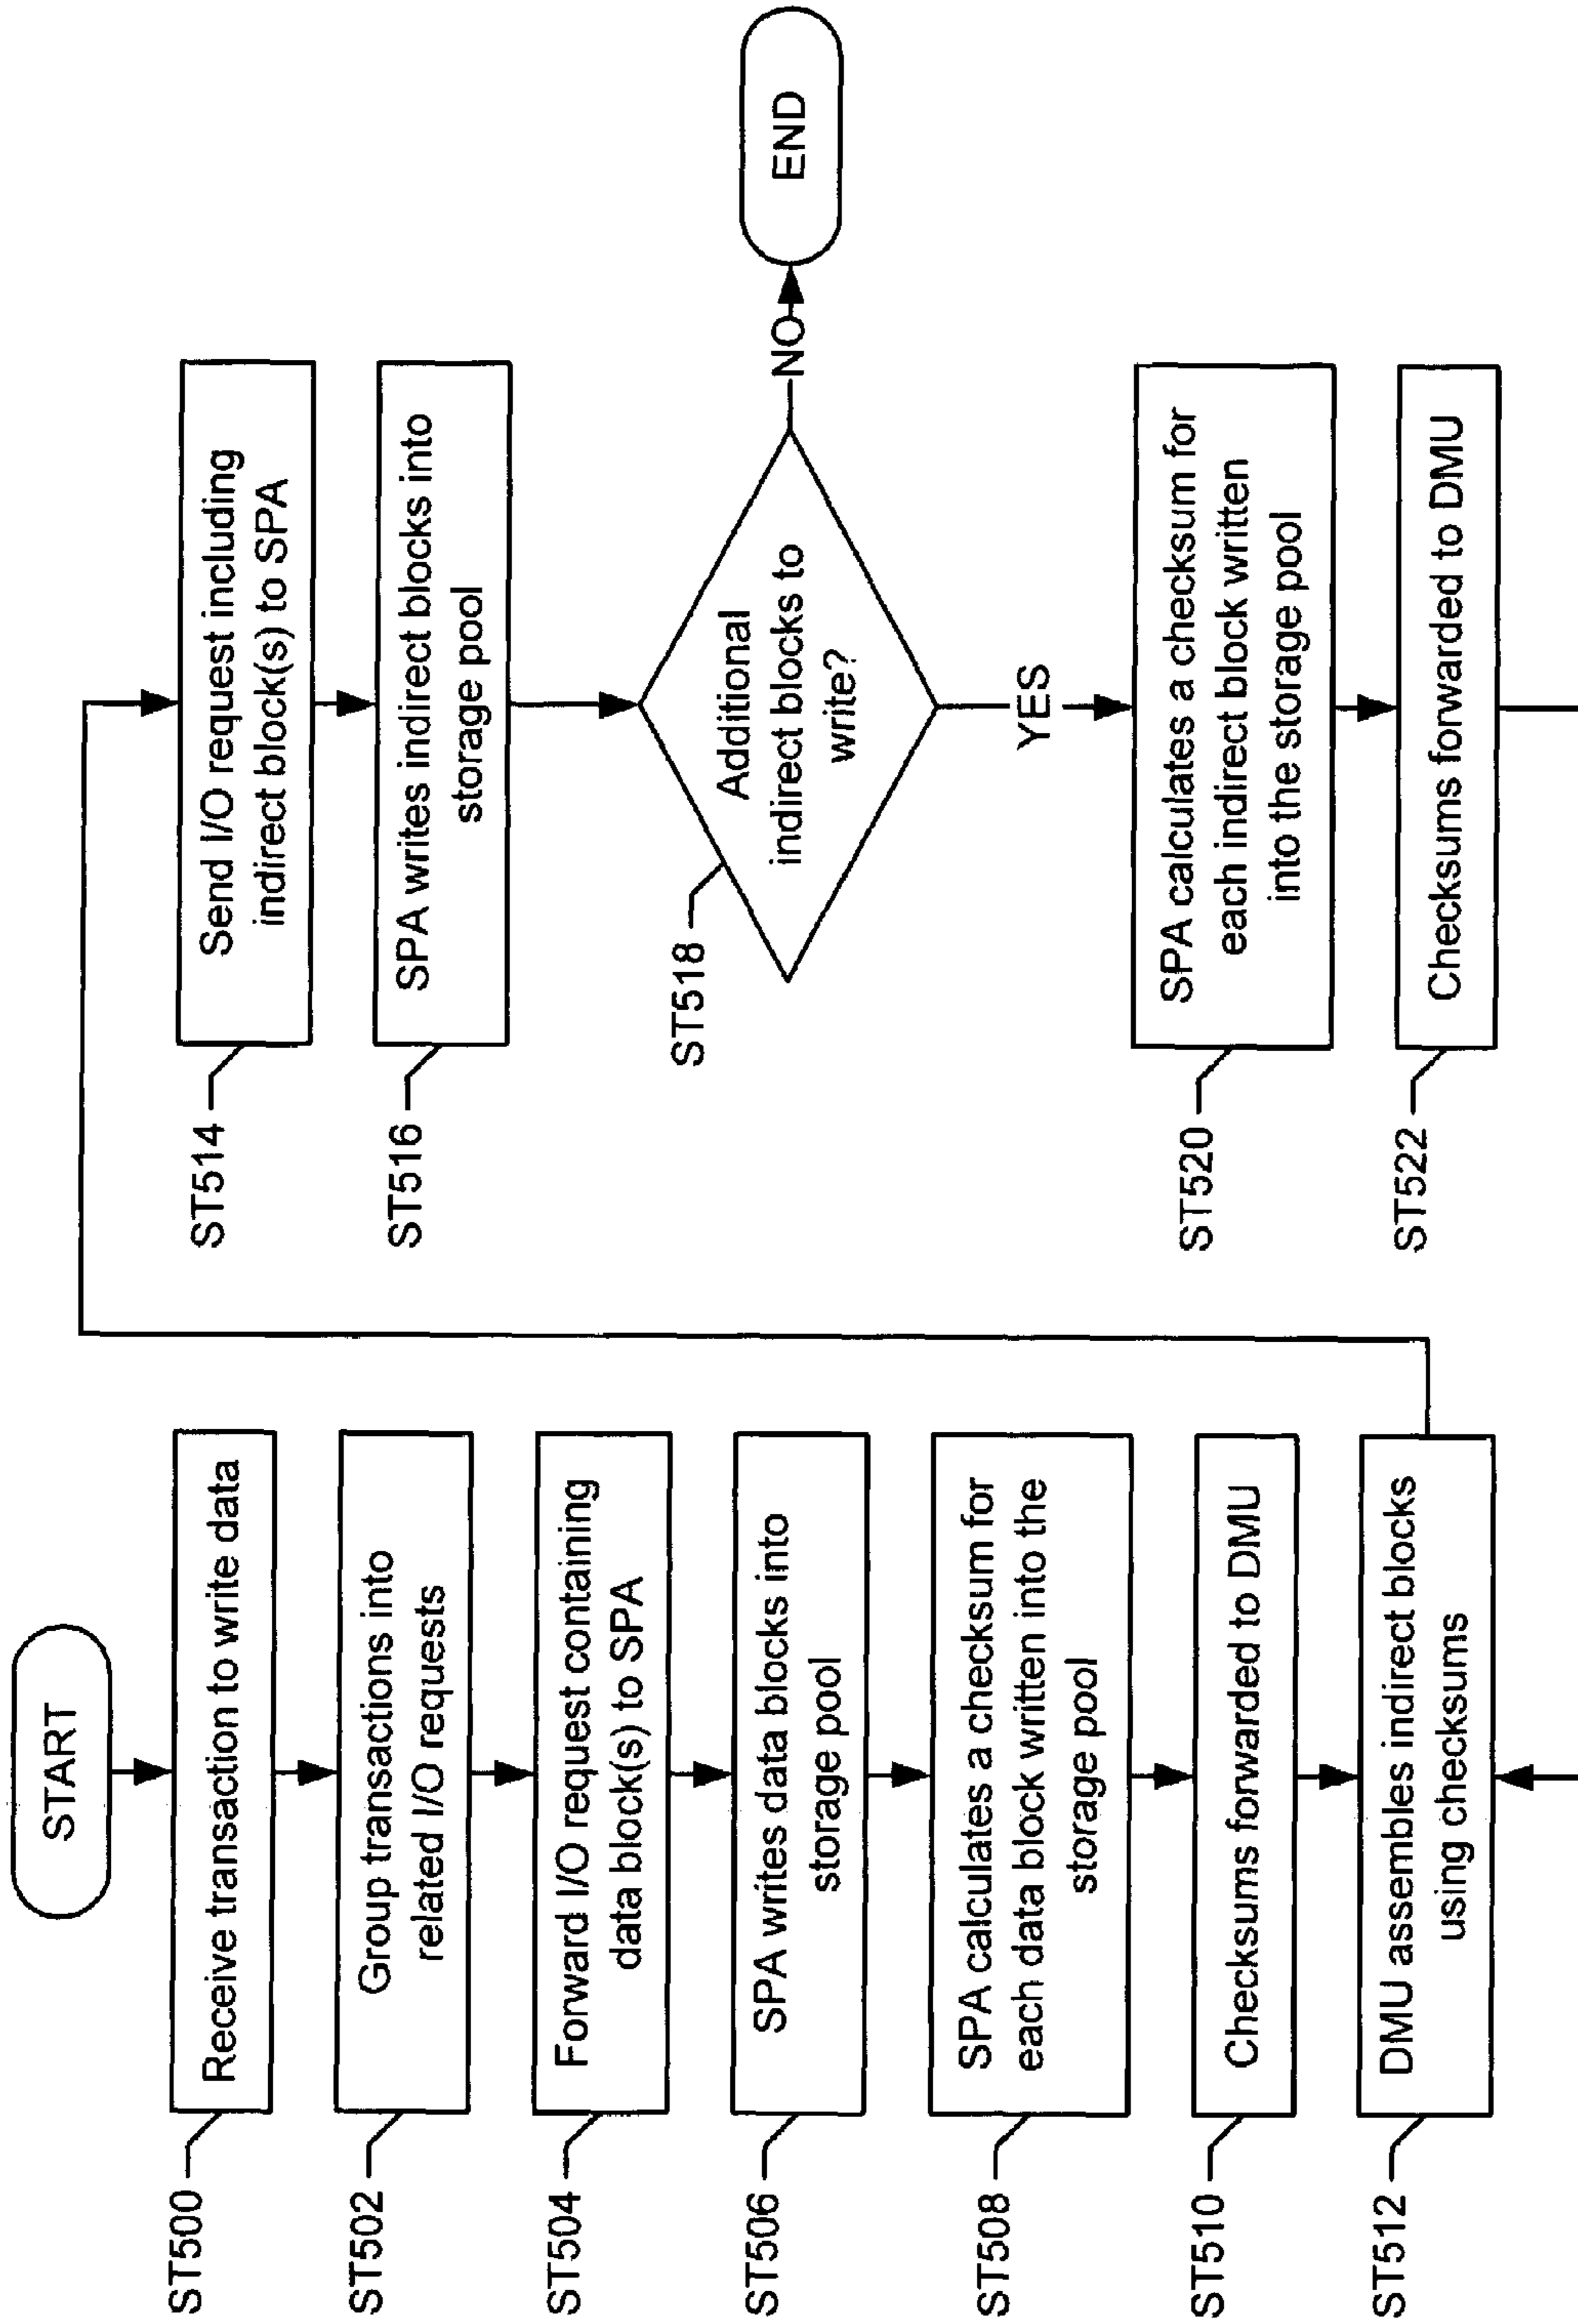 START
ST500
Receive transaction to write data
ST502
Group transactions into
related I/O requests
ST504
Forward I/O request containing
data block(s) to SPA
ST506
SPA writes data blocks into
storage pool
ST508
SPA calculates a checksum for
each data block written into the
storage pool
ST510
Checksums forwarded to DMU
ST512
DMU assembles indirect blocks
using checksums
ST514
Send I/O request including
indirect block(s) to SPA
ST516
SPA writes indirect blocks into
storage pool
ST518
Additional
indirect blocks to
write?
NO
END
YES
ST520
SPA calculates a checksum for
each indirect block written
into the storage pool
ST522
Checksums forwarded to DMU